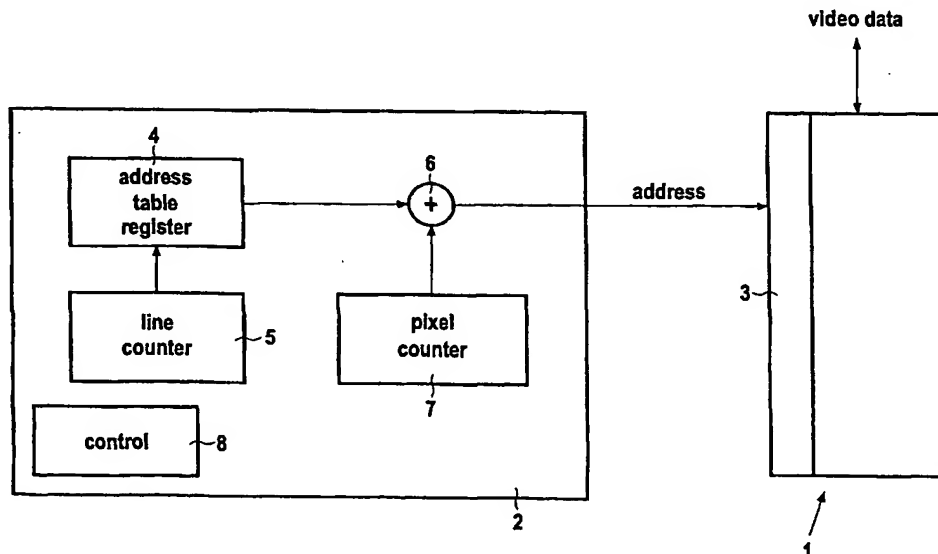 video data
4
address
table
register
6
+
address
3
line
counter
5
pixel
counter
7
control
8
2
1